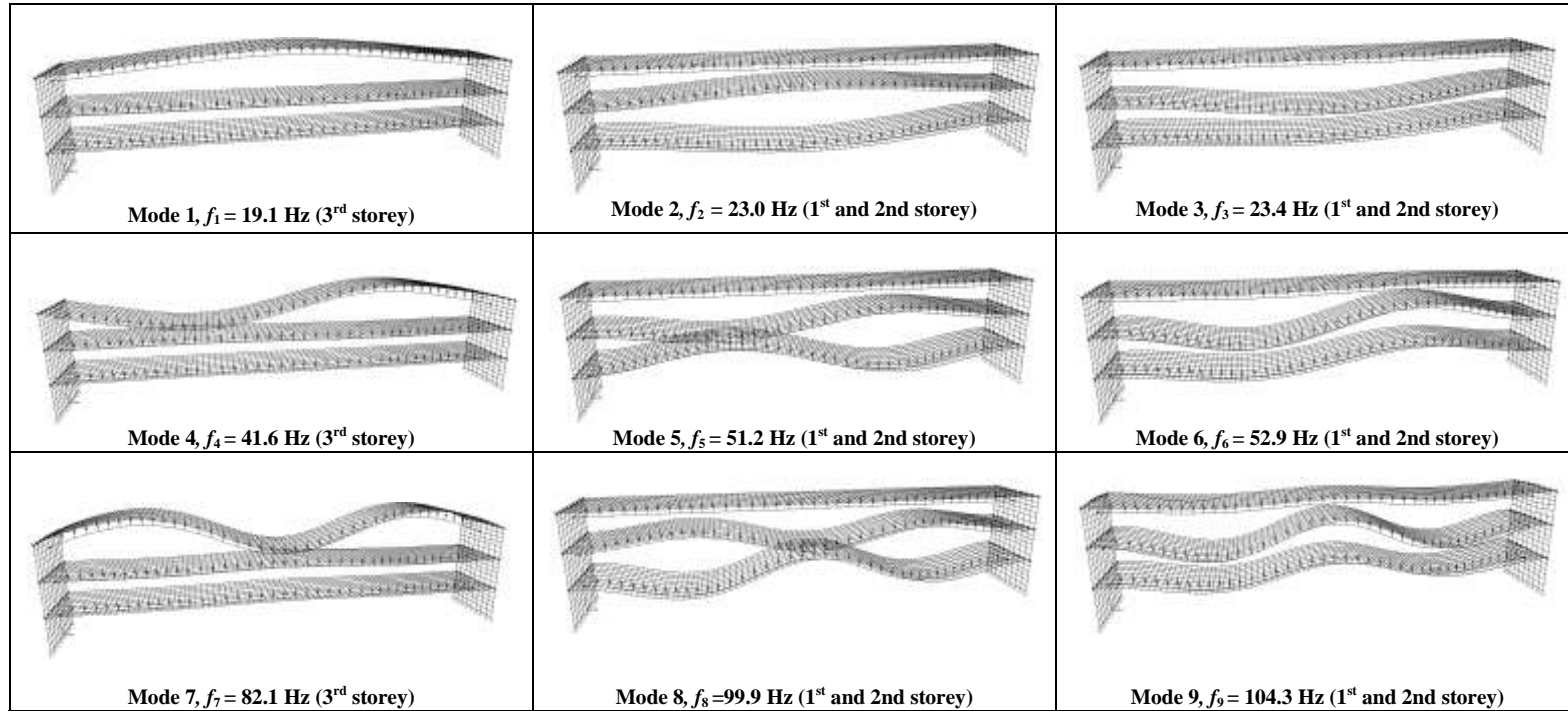 Mode 1, f₁ = 19.1 Hz (3ʳᵈ storey)
Mode 2, f₂ = 23.0 Hz (1ˢᵗ and 2nd storey)
Mode 3, f₃ = 23.4 Hz (1ˢᵗ and 2nd storey)
Mode 4, f₄ = 41.6 Hz (3ʳᵈ storey)
Mode 5, f₅ = 51.2 Hz (1ˢᵗ and 2nd storey)
Mode 6, f₆ = 52.9 Hz (1ˢᵗ and 2nd storey)
Mode 7, f₇ = 82.1 Hz (3ʳᵈ storey)
Mode 8, f₈ =99.9 Hz (1ˢᵗ and 2nd storey)
Mode 9, f₉ = 104.3 Hz (1ˢᵗ and 2nd storey)